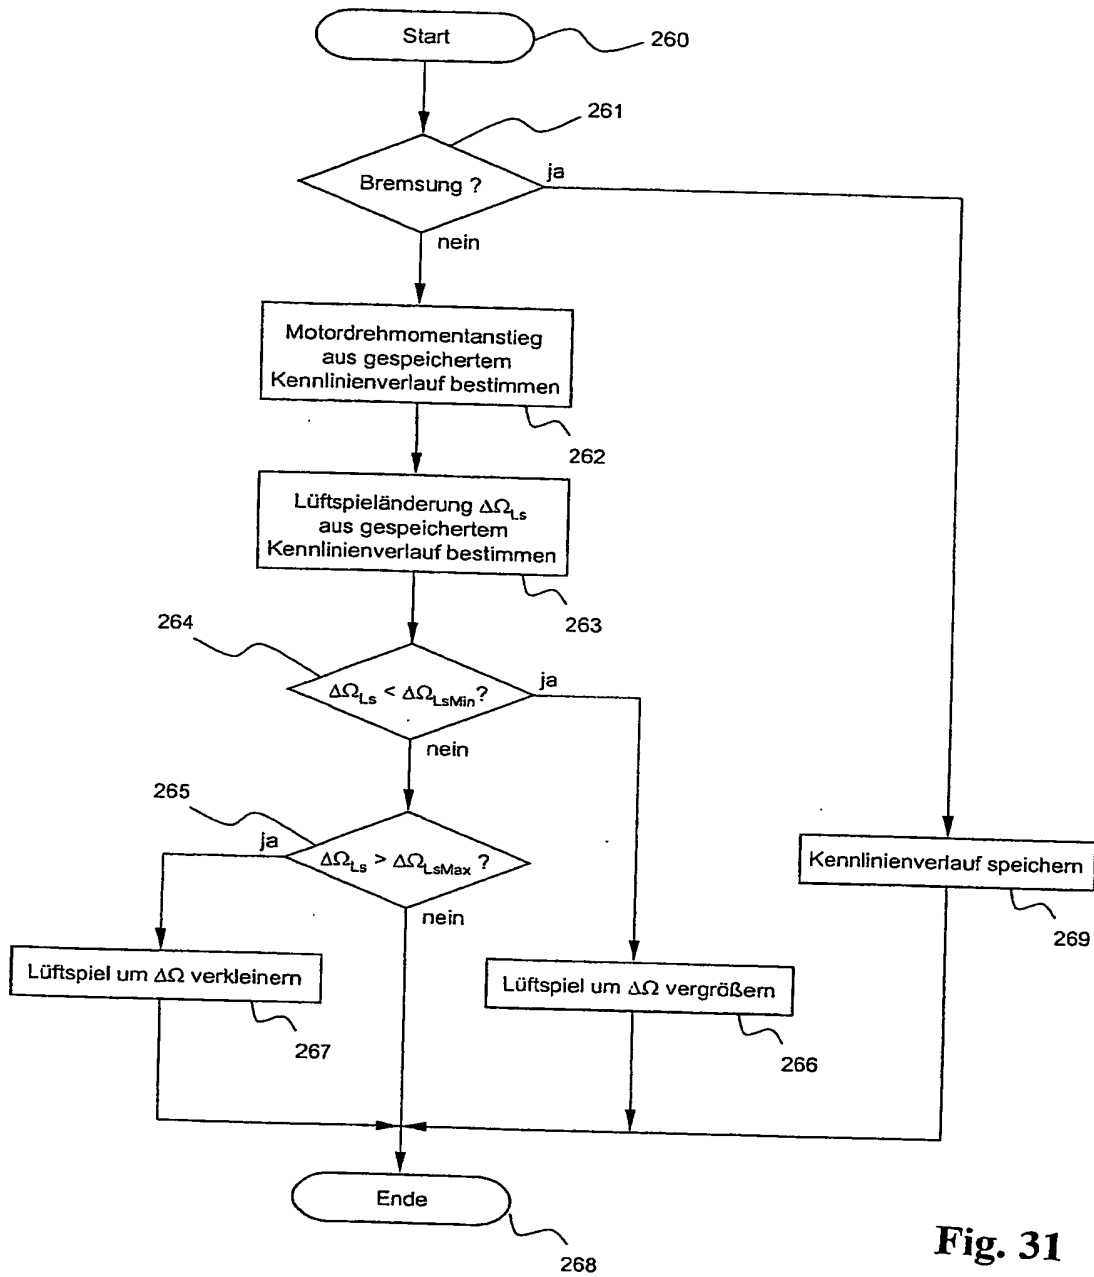 Start
260
261
Bremsung ?
ja
nein
Motordrehmomentanstieg
aus gespeichertem
Kennlinienverlauf bestimmen
262
Lüftspieländerung ΔΩLs
aus gespeichertem
Kennlinienverlauf bestimmen
263
264
ΔΩLs < ΔΩLsMin?
ja
nein
265
ja
ΔΩLs > ΔΩLsMax ?
nein
Kennlinienverlauf speichern
269
Lüftspiel um ΔΩ verkleinern
267
Lüftspiel um ΔΩ vergrößern
266
Ende
268
Fig. 31